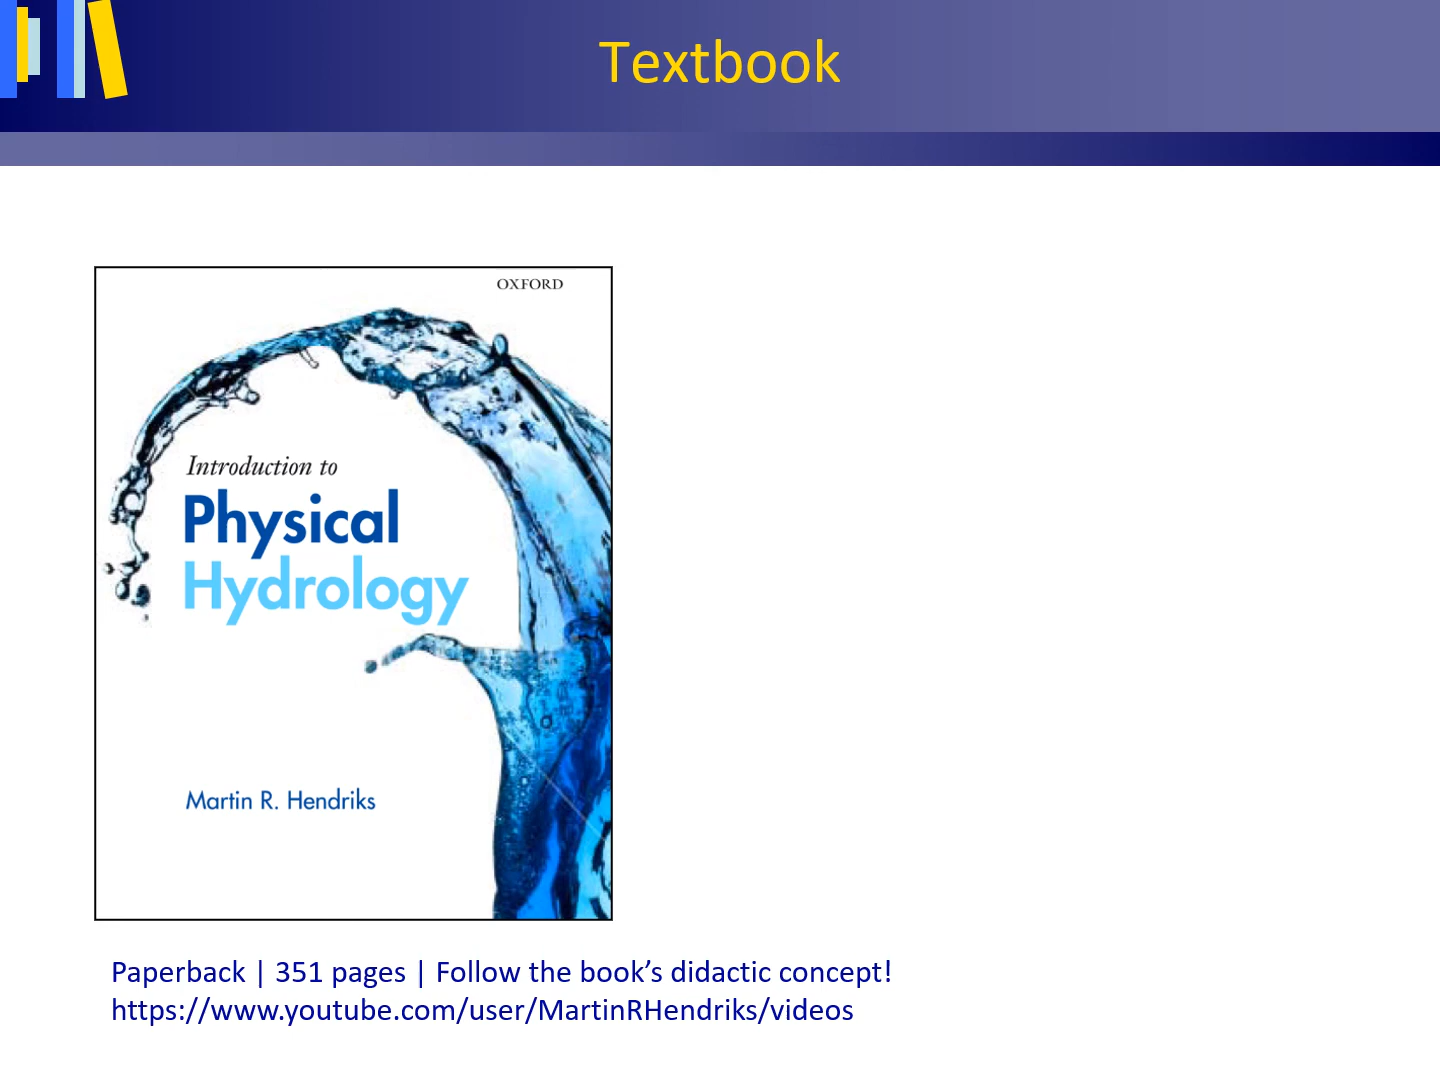 Textbook
OXFORD
Introduction to
Physical
Hydrology
Martin R. Hendriks
Paperback | 351 pages | Follow the book’s didactic concept!
https://www.youtube.com/user/MartinRHendriks/videos